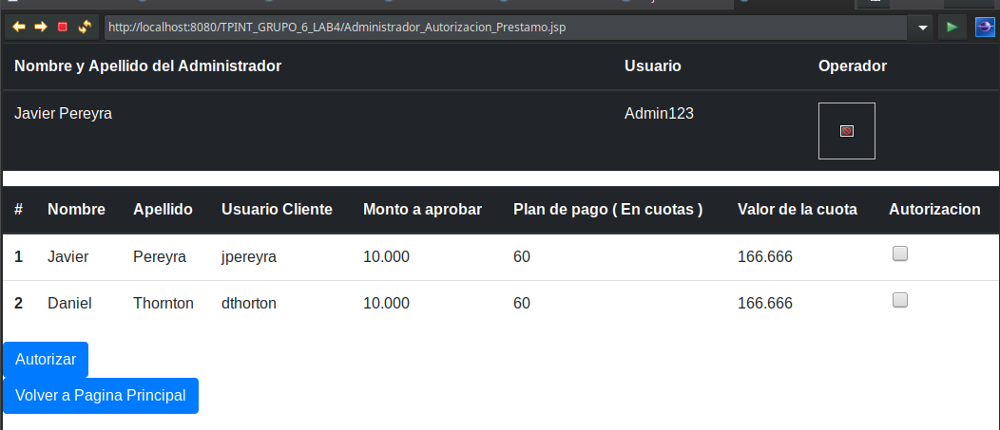 http://localhost:8080/TPINT_GRUPO_6_LAB4/Administrador_Autorizacion_Prestamo.jsp
Nombre y Apellido del Administrador Usuario Operador
Javier Pereyra Admin123
# Nombre Apellido Usuario Cliente Monto a aprobar Plan de pago ( En cuotas ) Valor de la cuota Autorizacion
1 Javier Pereyra jpereyra 10.000 60 166.666
2 Daniel Thornton dthorton 10.000 60 166.666
Autorizar
Volver a Pagina Principal